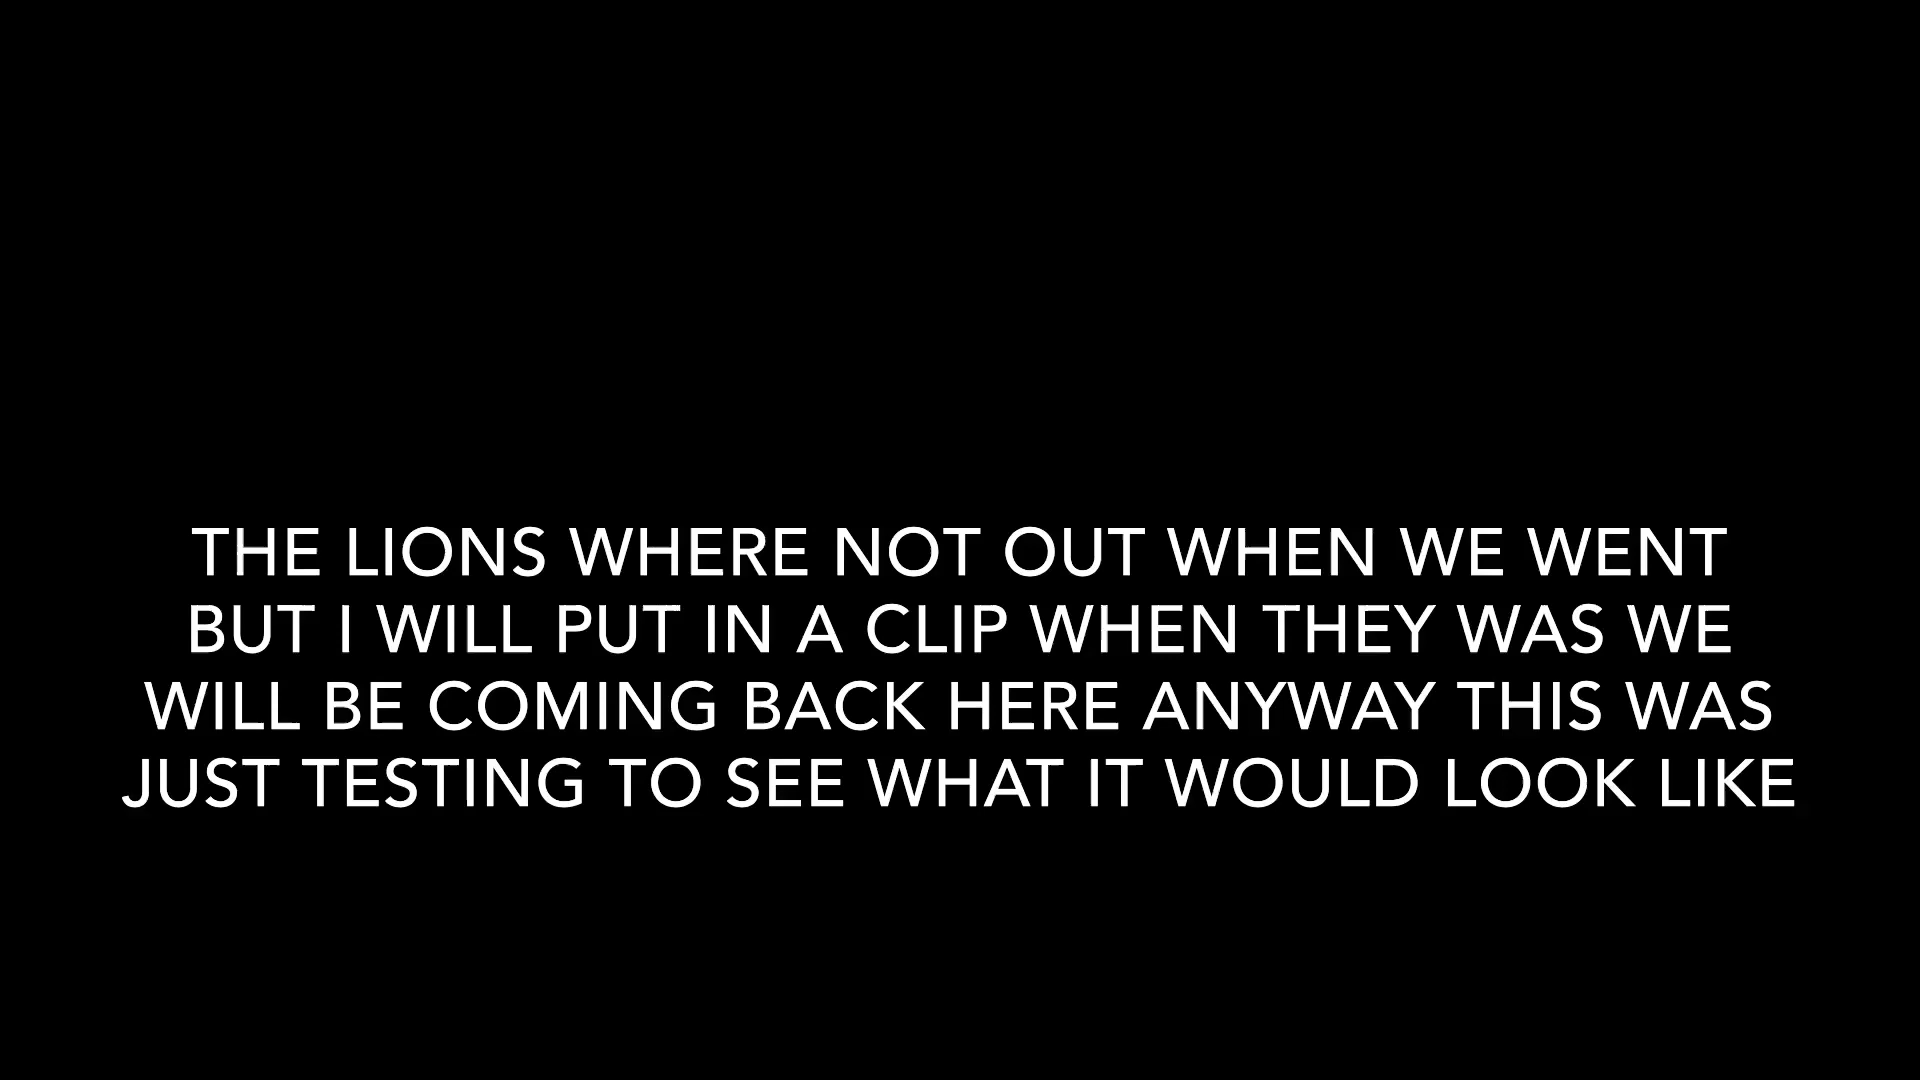 THE LIONS WHERE NOT OUT WHEN WE WENT
BUT I WILL PUT IN A CLIP WHEN THEY WAS WE
WILL BE COMING BACK HERE ANYWAY THIS WAS
JUST TESTING TO SEE WHAT IT WOULD LOOK LIKE